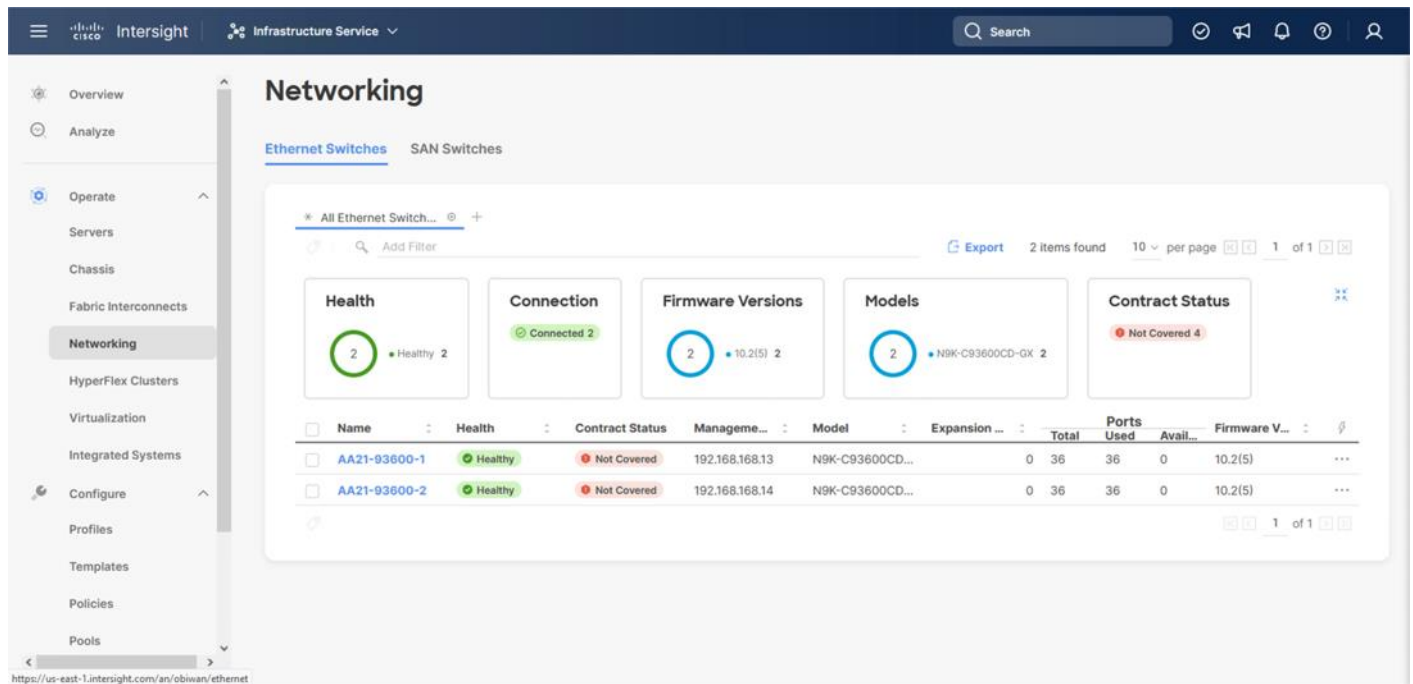 cisco Intersight Infrastructure Service Search
Overview
Analyze
Operate
Servers
Chassis
Fabric Interconnects
Networking
HyperFlex Clusters
Virtualization
Integrated Systems
Configure
Profiles
Templates
Policies
Pools
https://us-east-1.intersight.com/an/obiwan/ethernet
Networking
Ethernet Switches SAN Switches
All Ethernet Switch... +
Add Filter Export 2 items found 10 per page 1 of 1
Health Connection Firmware Versions Models Contract Status
2 Healthy 2 Connected 2 2 10.2(5) 2 2 N9K-C93600CD-GX 2 Not Covered 4
Name Health Contract Status Manageme... Model Expansion ... Ports Firmware V...
Total Used Avail...
AA21-93600-1 Healthy Not Covered 192.168.168.13 N9K-C93600CD... 0 36 36 0 10.2(5) ...
AA21-93600-2 Healthy Not Covered 192.168.168.14 N9K-C93600CD... 0 36 36 0 10.2(5) ...
1 of 1